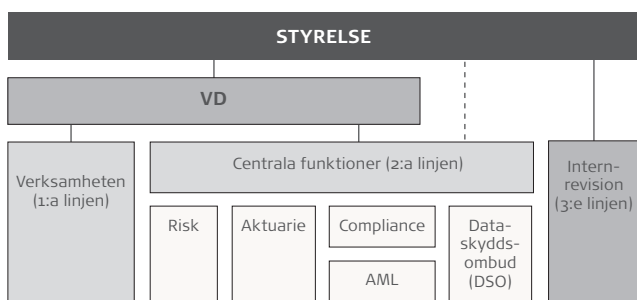 STYRELSE
VD
Verksamheten
(1:a linjen)
Centrala funktioner (2:a linjen)
Intern-
revision
(3:e linjen)
Risk
Aktuarie
Compliance
AML
Data-
skydds-
ombud
(DSO)